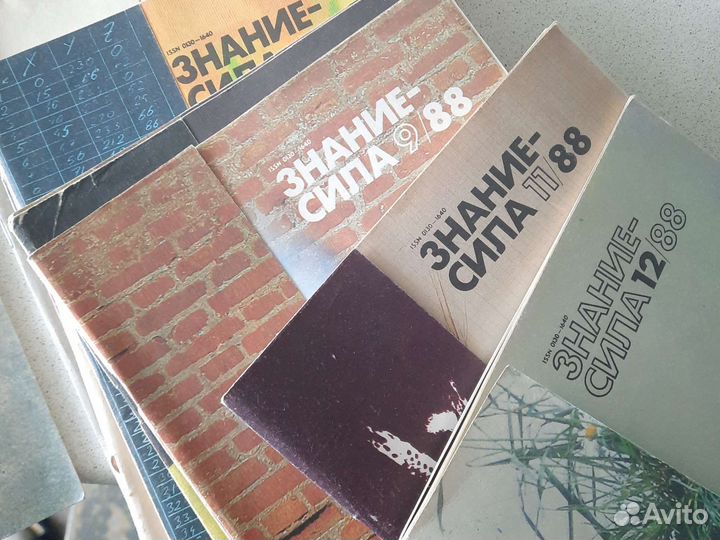 X Y Z
ISSN 0130-1640
ЗНАНИЕ-
СИЛА
ISSN 0130-1640
ЗНАНИЕ-
СИЛА 9/88
ISSN 0130-1640
ЗНАНИЕ-
СИЛА 11/88
ISSN 0130-1640
ЗНАНИЕ-
СИЛА 12/88
Avito